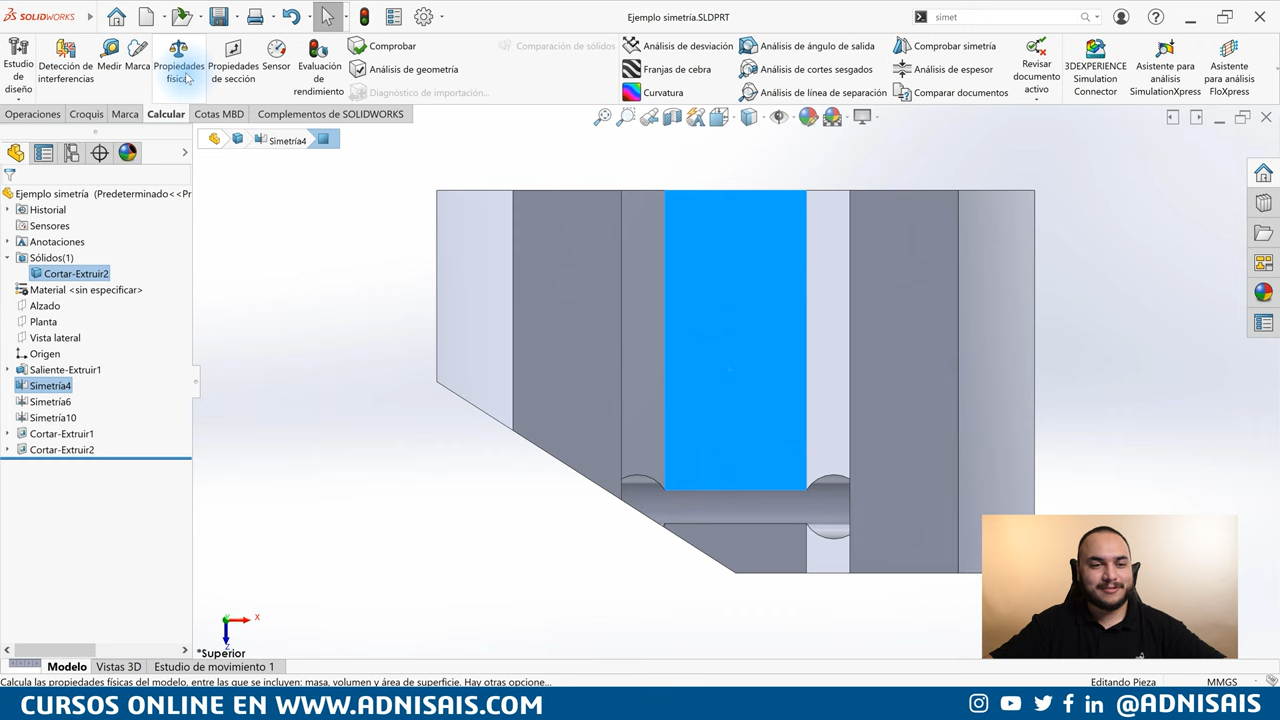 SOLIDWORKS
Ejemplo simetría.SLDPRT
simet
Estudio de diseño
Detección de interferencias
Medir
Marca
Propiedades físicas
Propiedades de sección
Sensor
Evaluación de rendimiento
Comprobar
Análisis de geometría
Diagnóstico de importación...
Comparación de sólidos
Análisis de desviación
Franjas de cebra
Curvatura
Análisis de ángulo de salida
Análisis de cortes sesgados
Análisis de línea de separación
Comprobar simetría
Análisis de espesor
Comparar documentos
Revisar documento activo
3DEXPERIENCE Simulation Connector
Asistente para análisis SimulationXpress
Asistente para análisis FloXpress
Operaciones
Croquis
Marca
Calcular
Cotas MBD
Complementos de SOLIDWORKS
Simetría4
Ejemplo simetría (Predeterminado<<Pr
Historial
Sensores
Anotaciones
Sólidos(1)
Cortar-Extruir2
Material <sin especificar>
Alzado
Planta
Vista lateral
Origen
Saliente-Extruir1
Simetría4
Simetría6
Simetría10
Cortar-Extruir1
Cortar-Extruir2
X
Y
Z
*Superior
Modelo
Vistas 3D
Estudio de movimiento 1
Calcula las propiedades físicas del modelo, entre las que se incluyen: masa, volumen y área de superficie. Hay otras opcione...
Editando Pieza
MMGS
CURSOS ONLINE EN WWW.ADNISAIS.COM
@ADNISAIS